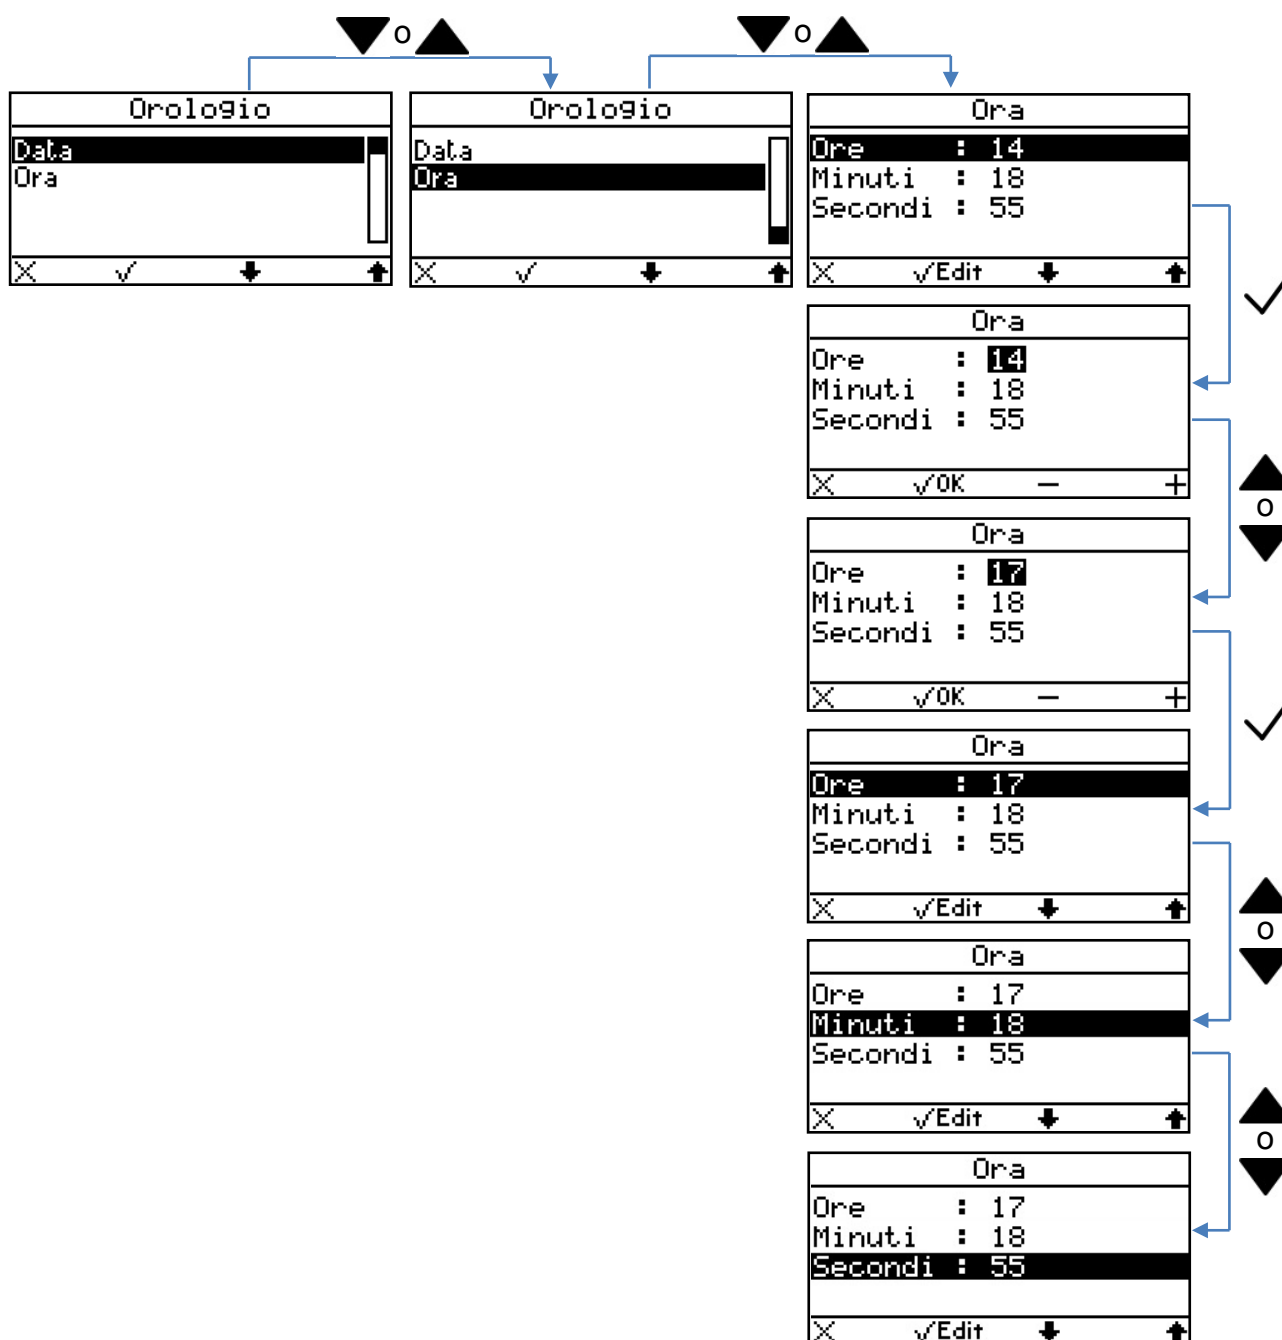 o
o
Orologio
Data
Ora
Orologio
Data
Ora
Ora
Ore : 14
Minuti : 18
Secondi : 55
Edit
Ora
Ore : 14
Minuti : 18
Secondi : 55
OK − +
o
Ora
Ore : 17
Minuti : 18
Secondi : 55
OK − +
Ora
Ore : 17
Minuti : 18
Secondi : 55
Edit
o
Ora
Ore : 17
Minuti : 18
Secondi : 55
Edit
o
Ora
Ore : 17
Minuti : 18
Secondi : 55
Edit